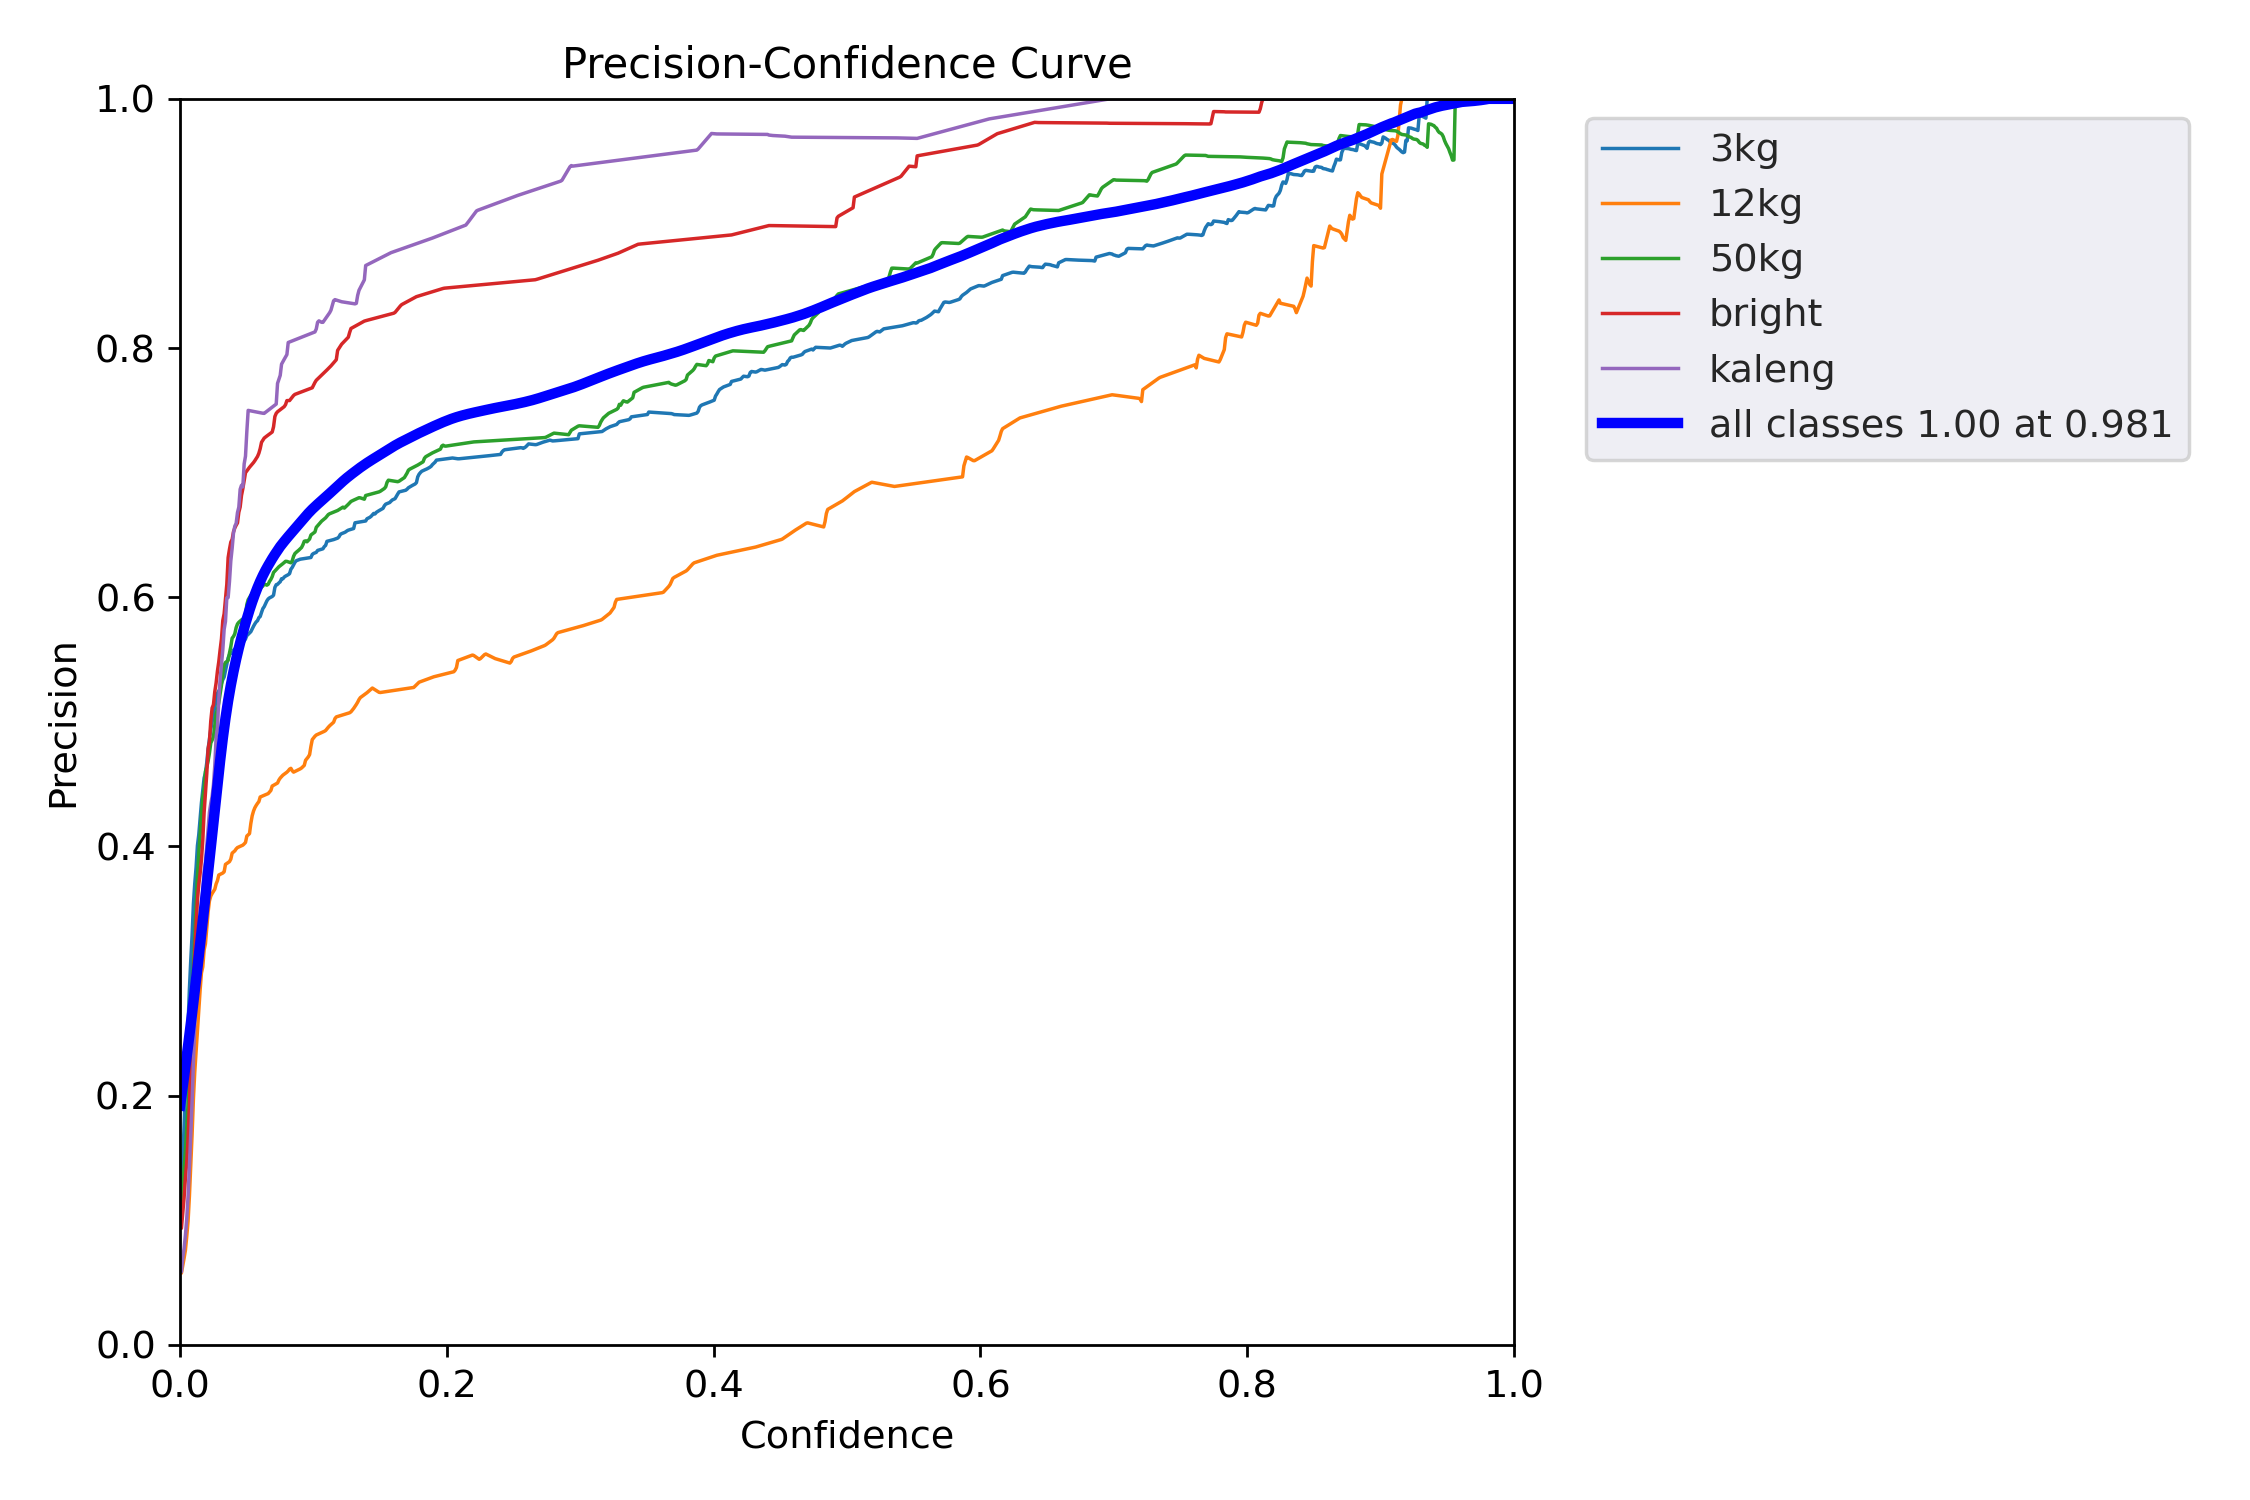 Precision-Confidence Curve
1.0
0.8
0.6
0.4
0.2
0.0
Precision
0.0 0.2 0.4 0.6 0.8 1.0
Confidence
3kg
12kg
50kg
bright
kaleng
all classes 1.00 at 0.981